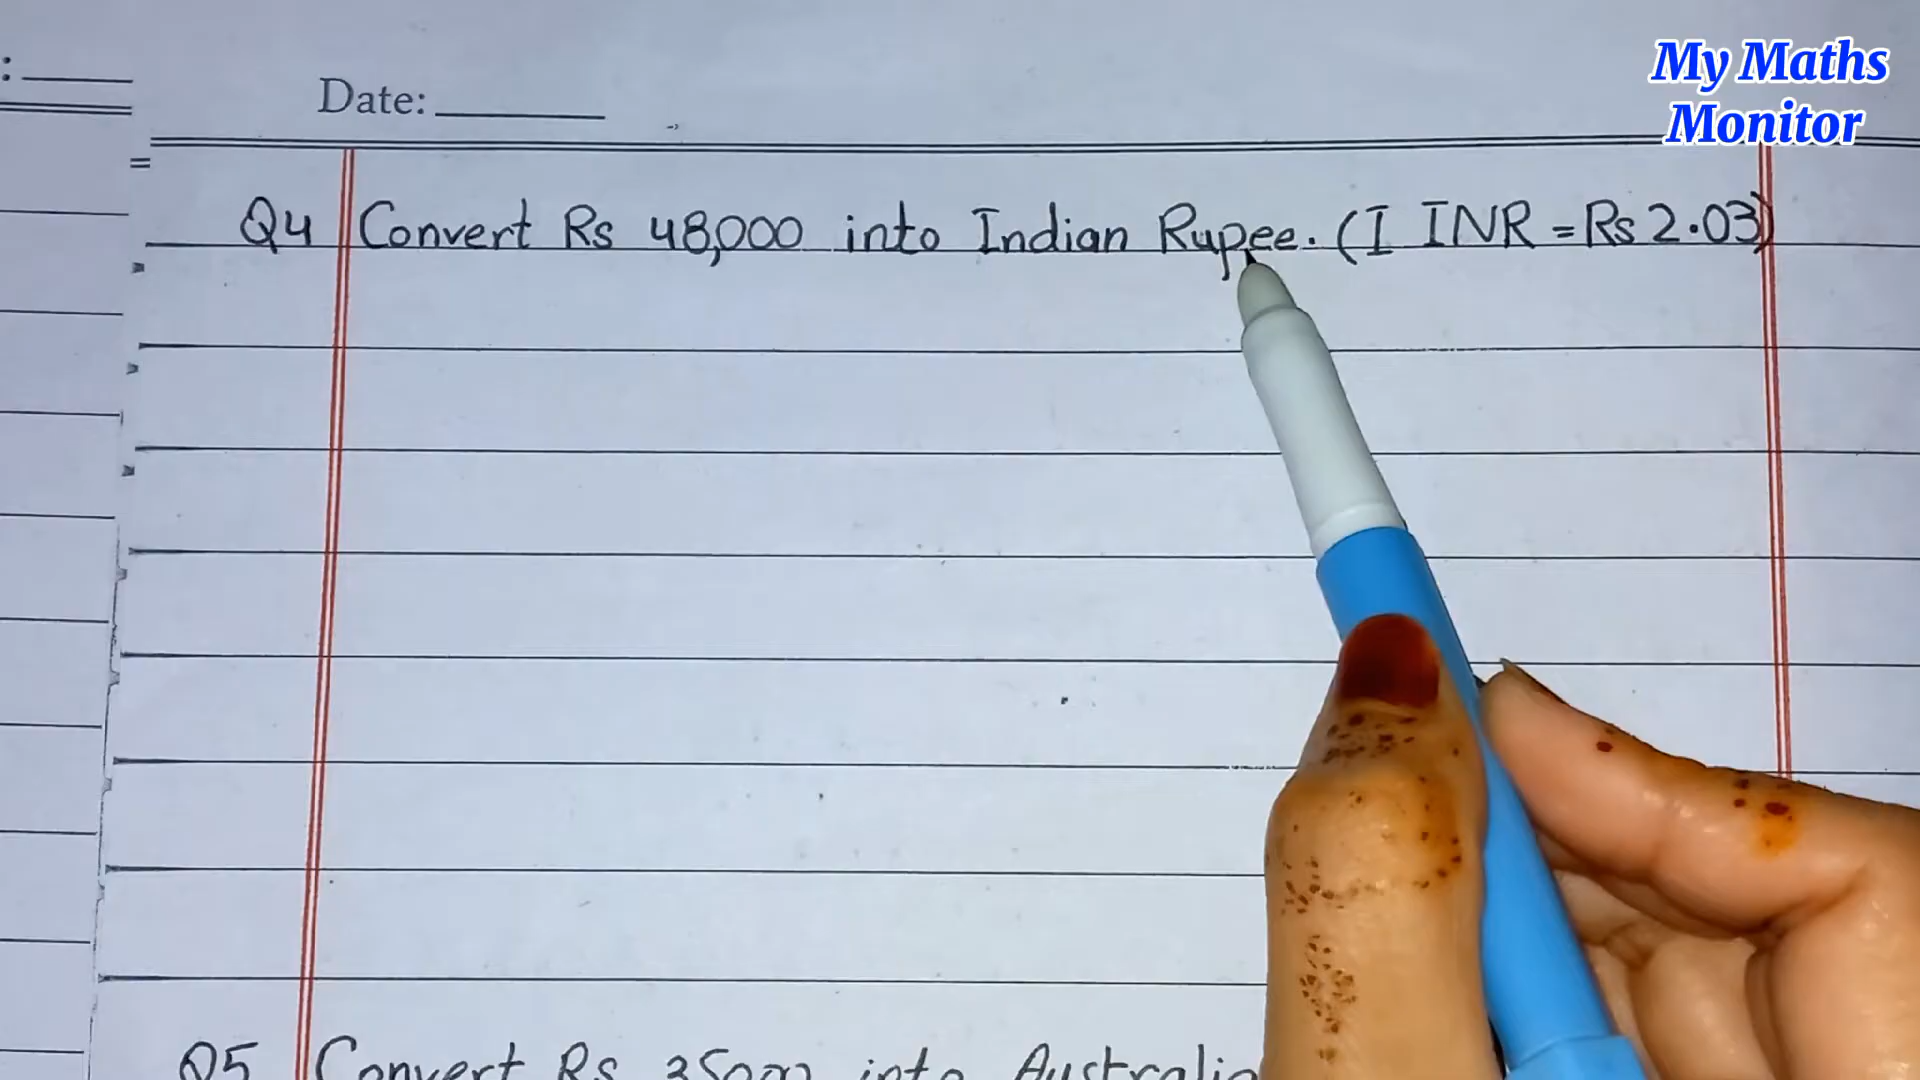 My Maths
Monitor
Date:
Q4 Convert Rs 48,000 into Indian Rupee. (1 INR = Rs 2.03)
Q5 Convert Rs into